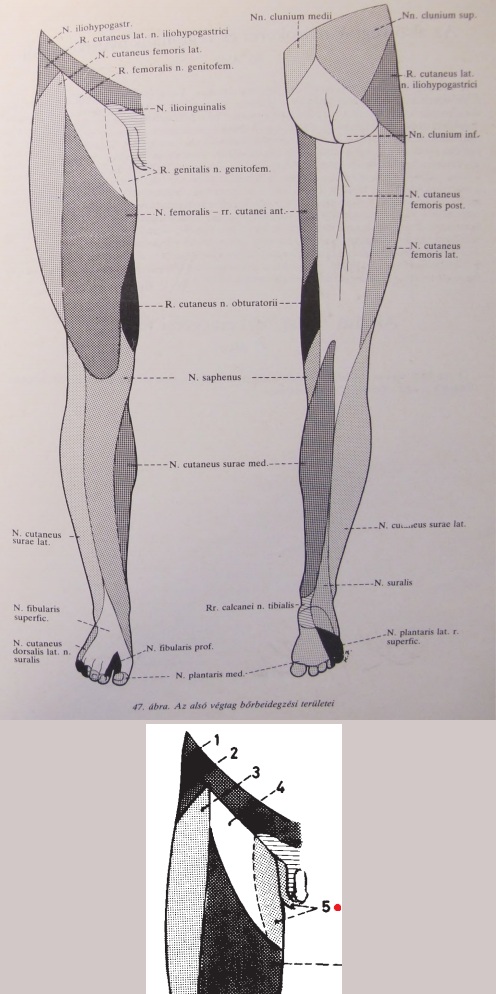 N. iliohypogastr.
R. cutaneus lat. n. iliohypogastrici
N. cutaneus femoris lat.
R. femoralis n. genitofem.
N. ilioinguinalis
R. genitalis n. genitofem.
N. femoralis – rr. cutanei ant.
R. cutaneus n. obturatorii
N. saphenus
N. cutaneus surae med.
N. cutaneus
surae lat.
N. fibularis
superfic.
N. cutaneus
dorsalis lat. n.
suralis
N. fibularis prof.
N. plantaris med.
Nn. clunium medii
Nn. clunium sup.
R. cutaneus lat.
n. iliohypogastrici
Nn. clunium inf.
N. cutaneus
femoris post.
N. cutaneus
femoris lat.
N. surae lat.
N. suralis
Rr. calcanei n. tibialis
N. plantaris lat. r.
superfic.
47. ábra. Az alsó végtag bőrbeidegzési területei
1
2
3
4
5